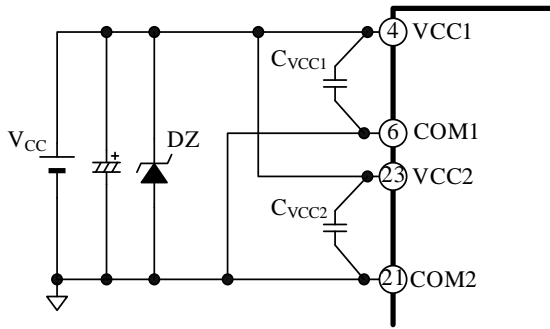 4 VCC1
CVCC1
VCC
+
DZ
6 COM1
23 VCC2
CVCC2
21 COM2